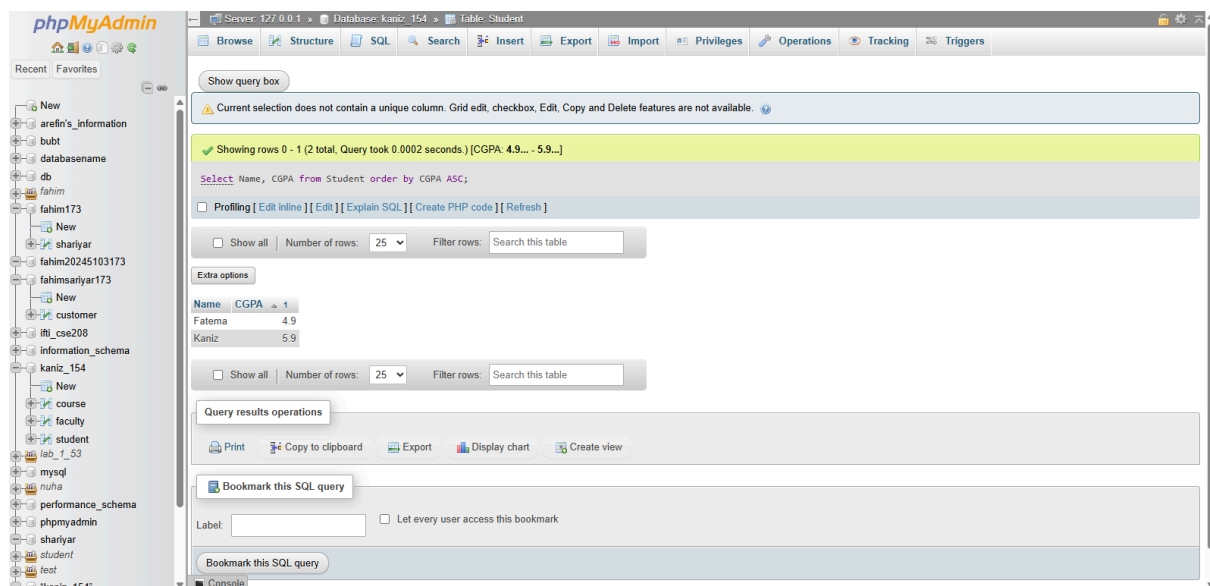 phpMyAdmin
Recent Favorites
New
arefin's_information
bubt
databasename
db
fahim
fahim173
New
shariyar
fahim20245103173
fahimsariyar173
New
customer
ifti_cse208
information_schema
kaniz_154
New
course
faculty
student
lab_1_53
mysql
nuha
performance_schema
phpmyadmin
shariyar
student
test
"kaniz_154"
Server: 127.0.0.1 » Database: kaniz_154 » Table: Student
Browse Structure SQL Search Insert Export Import Privileges Operations Tracking Triggers
Show query box
Current selection does not contain a unique column. Grid edit, checkbox, Edit, Copy and Delete features are not available.
Showing rows 0 - 1 (2 total, Query took 0.0002 seconds.) [CGPA: 4.9... - 5.9...]
Select Name, CGPA from Student order by CGPA ASC;
Profiling [ Edit inline ] [ Edit ] [ Explain SQL ] [ Create PHP code ] [ Refresh ]
Show all Number of rows: 25 Filter rows: Search this table
Extra options
Name CGPA 1
Fatema 4.9
Kaniz 5.9
Show all Number of rows: 25 Filter rows: Search this table
Query results operations
Print Copy to clipboard Export Display chart Create view
Bookmark this SQL query
Label: Let every user access this bookmark
Bookmark this SQL query
Console